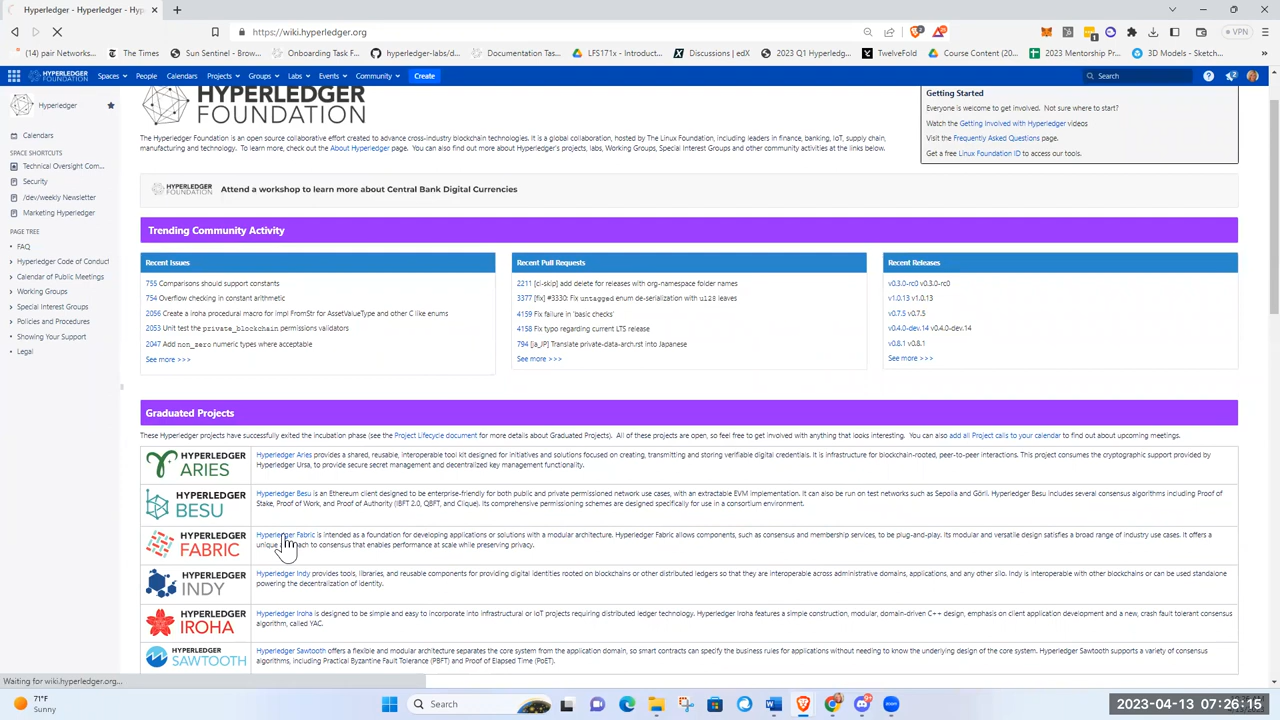 Hyperledger - Hyperledger - Hyp
https://wiki.hyperledger.org
VPN
(14) pair Networks...
The Times
Sun Sentinel - Brow...
Onboarding Task F...
hyperledger-labs/d...
Documentation Tas...
LFS171x - Introduc...
Discussions | edX
2023 Q1 Hyperledg...
TwelveFold
Course Content (20...
2023 Mentorship Pr...
3D Models - Sketch...
HYPERLEDGER FOUNDATION
Spaces
People
Calendars
Projects
Groups
Labs
Events
Community
Create
Search
Hyperledger
Calendars
SPACE SHORTCUTS
Technical Oversight Com...
Security
/dev/weekly Newsletter
Marketing Hyperledger
PAGE TREE
FAQ
Hyperledger Code of Conduct
Calendar of Public Meetings
Working Groups
Special Interest Groups
Policies and Procedures
Showing Your Support
Legal
HYPERLEDGER
FOUNDATION
The Hyperledger Foundation is an open source collaborative effort created to advance cross-industry blockchain technologies. It is a global collaboration, hosted by The Linux Foundation, including leaders in finance, banking, IoT, supply chain,
manufacturing and technology. To learn more, check out the About Hyperledger page. You can also find out more about Hyperledger's projects, labs, Working Groups, Special Interest Groups and other community activities at the links below.
Getting Started
Everyone is welcome to get involved. Not sure where to start?
Watch the Getting Involved with Hyperledger videos
Visit the Frequently Asked Questions page.
Get a free Linux Foundation ID to access our tools.
HYPERLEDGER FOUNDATION
Attend a workshop to learn more about Central Bank Digital Currencies
Trending Community Activity
Recent Issues
755 Comparisons should support constants
754 Overflow checking in constant arithmetic
2056 Create a iroha procedural macro for impl FromStr for AssetValueType and other C like enums
2053 Unit test the private_blockchain permissions validators
2047 Add non_zero numeric types where acceptable
See more >>>
Recent Pull Requests
2211 [ci-skip] add delete for releases with org-namespace folder names
3377 [fix] #3330: Fix untagged enum de-serialization with u128 leaves
4159 Fix failure in 'basic checks'
4158 Fix typo regarding current LTS release
794 [ja_JP] Translate private-data-arch.rst into Japanese
See more >>>
Recent Releases
v0.3.0-rc0 v0.3.0-rc0
v1.0.13 v1.0.13
v0.7.5 v0.7.5
v0.4.0-dev.14 v0.4.0-dev.14
v0.8.1 v0.8.1
See more >>>
Graduated Projects
These Hyperledger projects have successfully exited the incubation phase (see the Project Lifecycle document for more details about Graduated Projects). All of these projects are open, so feel free to get involved with anything that looks interesting. You can also add all Project calls to your calendar to find out about upcoming meetings.
HYPERLEDGER
ARIES
Hyperledger Aries provides a shared, reusable, interoperable tool kit designed for initiatives and solutions focused on creating, transmitting and storing verifiable digital credentials. It is infrastructure for blockchain-rooted, peer-to-peer interactions. This project consumes the cryptographic support provided by
Hyperledger Ursa, to provide secure secret management and decentralized key management functionality.
HYPERLEDGER
BESU
Hyperledger Besu is an Ethereum client designed to be enterprise-friendly for both public and private permissioned network use cases, with an extractable EVM implementation. It can also be run on test networks such as Sepolia and Görli. Hyperledger Besu includes several consensus algorithms including Proof of
Stake, Proof of Work, and Proof of Authority (IBFT 2.0, QBFT, and Clique). Its comprehensive permissioning schemes are designed specifically for use in a consortium environment.
HYPERLEDGER
FABRIC
Hyperledger Fabric is intended as a foundation for developing applications or solutions with a modular architecture. Hyperledger Fabric allows components, such as consensus and membership services, to be plug-and-play. Its modular and versatile design satisfies a broad range of industry use cases. It offers a
unique approach to consensus that enables performance at scale while preserving privacy.
HYPERLEDGER
INDY
Hyperledger Indy provides tools, libraries, and reusable components for providing digital identities rooted on blockchains or other distributed ledgers so that they are interoperable across administrative domains, applications, and any other silo. Indy is interoperable with other blockchains or can be used standalone
powering the decentralization of identity.
HYPERLEDGER
IROHA
Hyperledger Iroha is designed to be simple and easy to incorporate into infrastructural or IoT projects requiring distributed ledger technology. Hyperledger Iroha features a simple construction, modular, domain-driven C++ design, emphasis on client application development and a new, crash fault tolerant consensus
algorithm, called YAC.
HYPERLEDGER
SAWTOOTH
Hyperledger Sawtooth offers a flexible and modular architecture separates the core system from the application domain, so smart contracts can specify the business rules for applications without needing to know the underlying design of the core system. Hyperledger Sawtooth supports a variety of consensus
algorithms, including Practical Byzantine Fault Tolerance (PBFT) and Proof of Elapsed Time (PoET).
Waiting for wiki.hyperledger.org...
71°F
Sunny
Search
2023-04-13 07:26:15